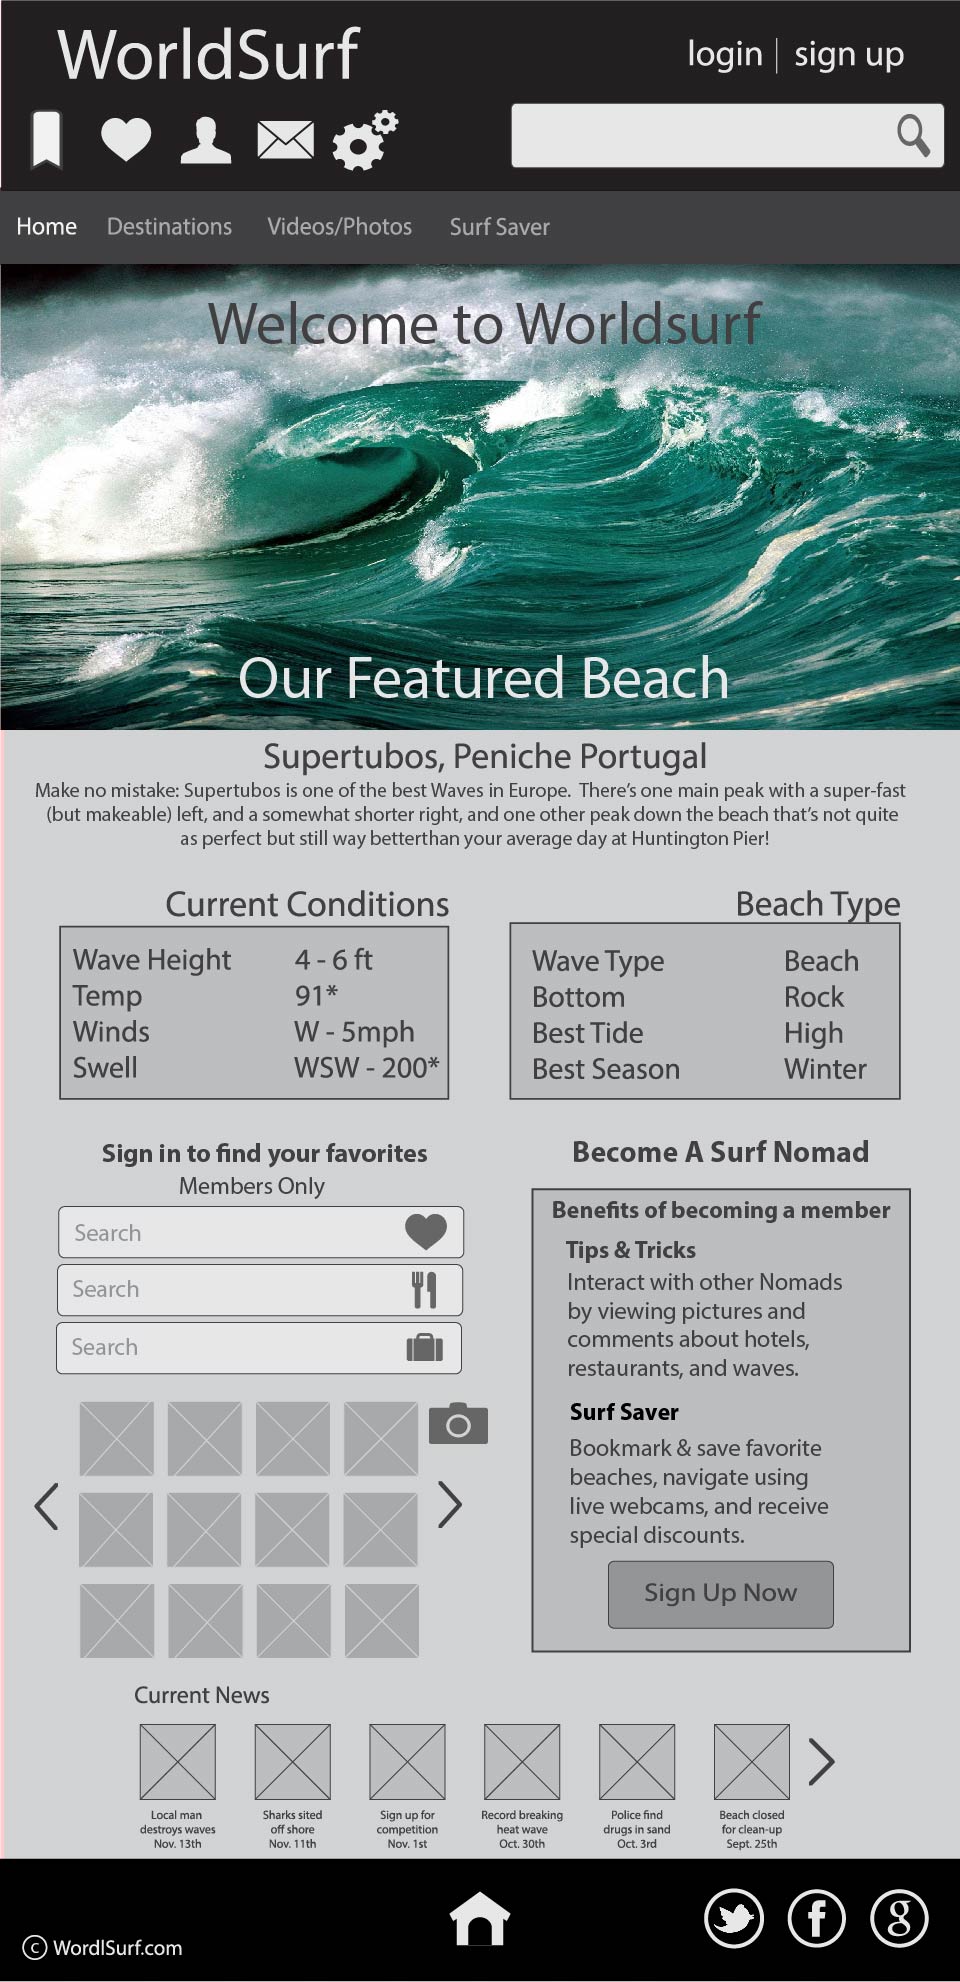 WorldSurf
login | sign up
Home Destinations Videos/Photos Surf Saver
Welcome to Worldsurf
Our Featured Beach
Supertubos, Peniche Portugal
Make no mistake: Supertubos is one of the best Waves in Europe. There's one main peak with a super-fast
(but makeable) left, and a somewhat shorter right, and one other peak down the beach that's not quite
as perfect but still way betterthan your average day at Huntington Pier!
Current Conditions
Wave Height 4 - 6 ft
Temp 91*
Winds W - 5mph
Swell WSW - 200*
Beach Type
Wave Type Beach
Bottom Rock
Best Tide High
Best Season Winter
Sign in to find your favorites
Members Only
Search
Search
Search
Become A Surf Nomad
Benefits of becoming a member
Tips & Tricks
Interact with other Nomads
by viewing pictures and
comments about hotels,
restaurants, and waves.
Surf Saver
Bookmark & save favorite
beaches, navigate using
live webcams, and receive
special discounts.
Sign Up Now
Current News
Local man
destroys waves
Nov. 13th
Sharks sited
off shore
Nov. 11th
Sign up for
competition
Nov. 1st
Record breaking
heat wave
Oct. 30th
Police find
drugs in sand
Oct. 3rd
Beach closed
for clean-up
Sept. 25th
© WordlSurf.com
f
g